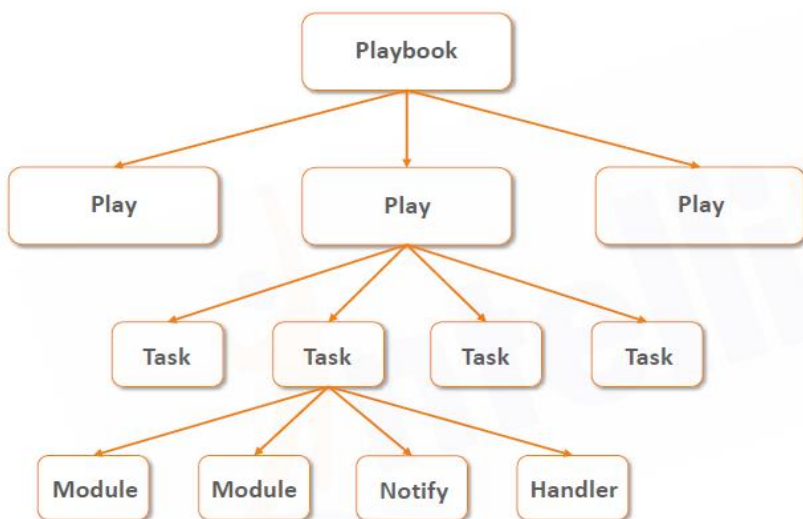 Playbook
Play
Play
Play
Task
Task
Task
Task
Module
Module
Notify
Handler